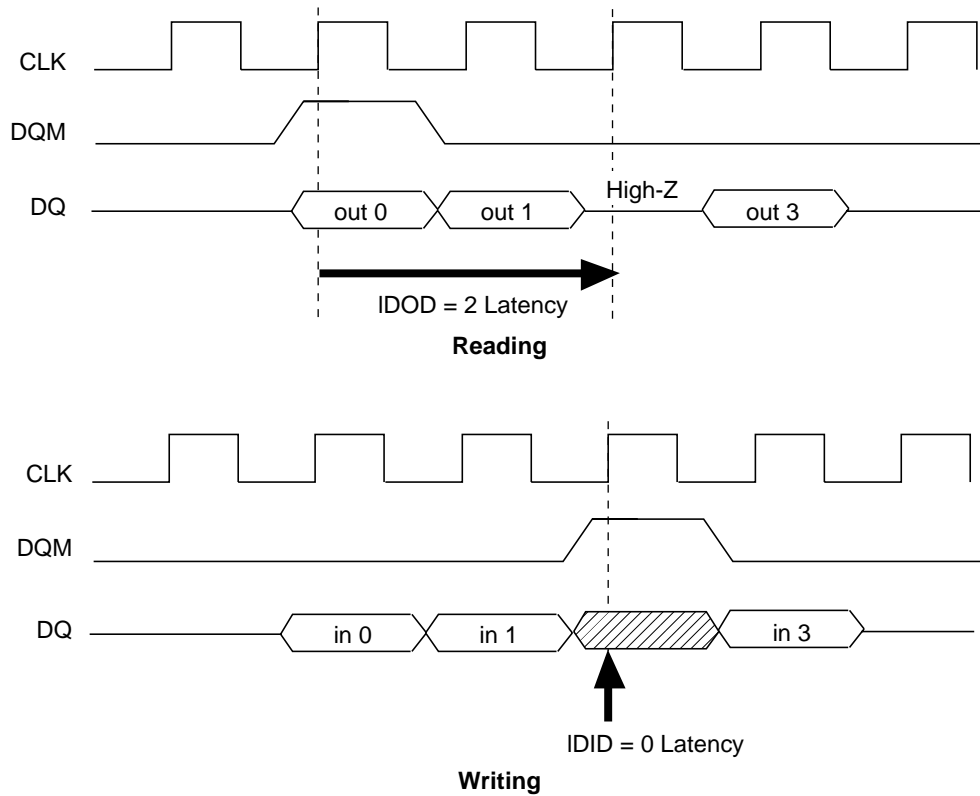 CLK
DQM
High-Z
DQ out 0 out 1 out 3
lDOD = 2 Latency
Reading
CLK
DQM
DQ in 0 in 1 in 3
lDID = 0 Latency
Writing